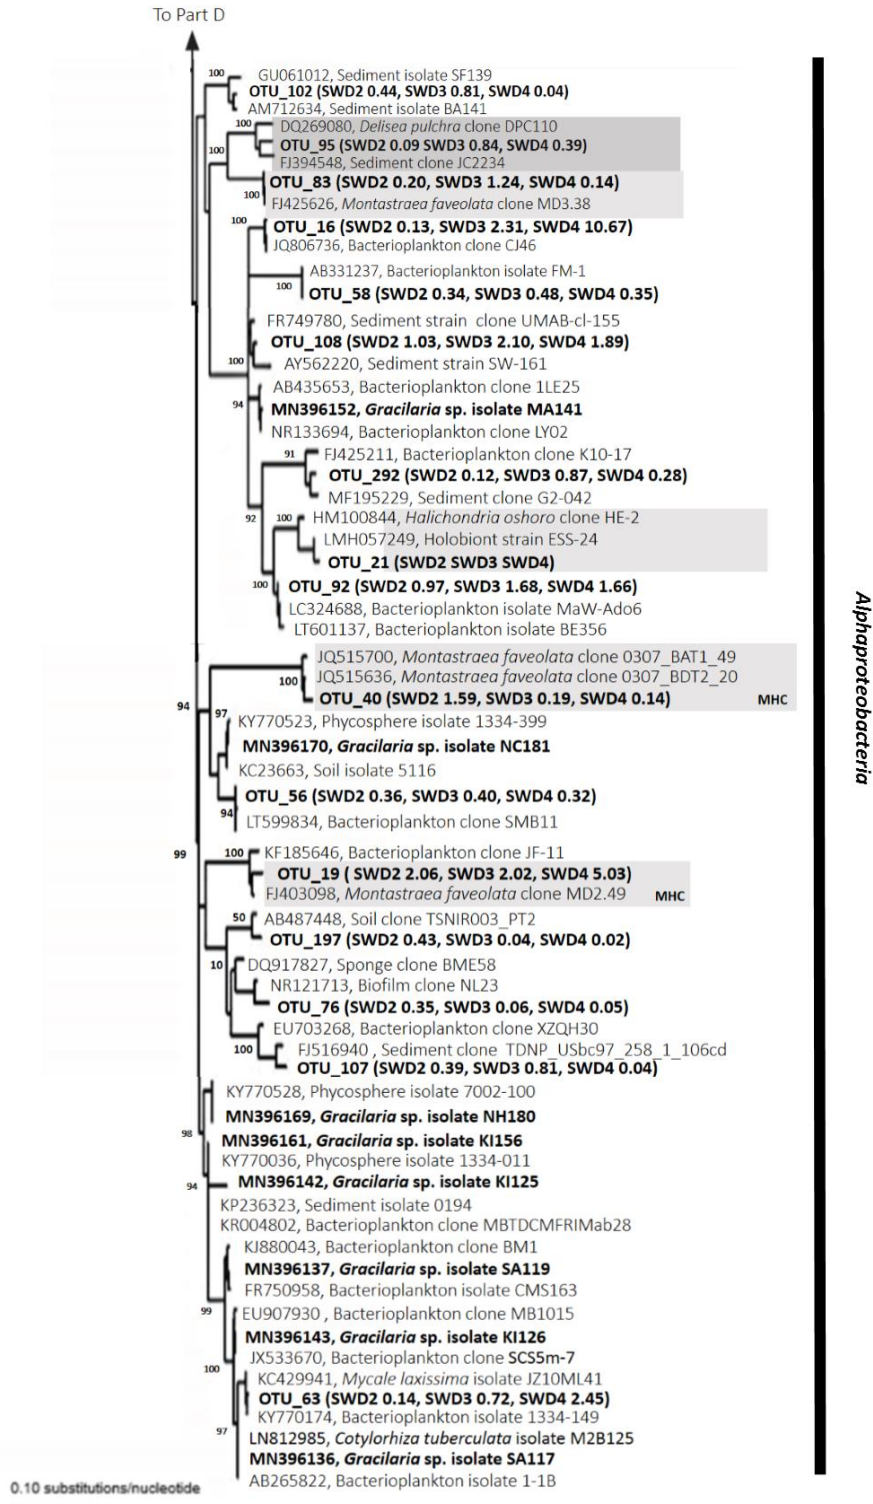 To Part D
100
GU061012, Sediment isolate SF139
OTU_102 (SWD2 0.44, SWD3 0.81, SWD4 0.04)
AM712634, Sediment isolate BA141
100
DQ269080, Delisea pulchra clone DPC110
OTU_95 (SWD2 0.09 SWD3 0.84, SWD4 0.39)
100
FJ394548, Sediment clone JC2234
OTU_83 (SWD2 0.20, SWD3 1.24, SWD4 0.14)
100
FJ425626, Montastraea faveolata clone MD3.38
100
OTU_16 (SWD2 0.13, SWD3 2.31, SWD4 10.67)
JQ806736, Bacterioplankton clone CJ46
AB331237, Bacterioplankton isolate FM-1
100
OTU_58 (SWD2 0.34, SWD3 0.48, SWD4 0.35)
FR749780, Sediment strain clone UMAB-cl-155
OTU_108 (SWD2 1.03, SWD3 2.10, SWD4 1.89)
100
AY562220, Sediment strain SW-161
AB435653, Bacterioplankton clone 1LE25
94
MN396152, Gracilaria sp. isolate MA141
NR133694, Bacterioplankton clone LY02
91
FJ425211, Bacterioplankton clone K10-17
OTU_292 (SWD2 0.12, SWD3 0.87, SWD4 0.28)
MF195229, Sediment clone G2-042
92
100
HM100844, Halichondria oshoro clone HE-2
LMH057249, Holobiont strain ESS-24
OTU_21 (SWD2 SWD3 SWD4)
100
OTU_92 (SWD2 0.97, SWD3 1.68, SWD4 1.66)
LC324688, Bacterioplankton isolate MaW-Ado6
LT601137, Bacterioplankton isolate BE356
Alphaproteobacteria
JQ515700, Montastraea faveolata clone 0307_BAT1_49
JQ515636, Montastraea faveolata clone 0307_BDT2_20
100
OTU_40 (SWD2 1.59, SWD3 0.19, SWD4 0.14) MHC
94
97
KY770523, Phycosphere isolate 1334-399
MN396170, Gracilaria sp. isolate NC181
KC23663, Soil isolate 5116
OTU_56 (SWD2 0.36, SWD3 0.40, SWD4 0.32)
94
LT599834, Bacterioplankton clone SMB11
99
100
KF185646, Bacterioplankton clone JF-11
OTU_19 ( SWD2 2.06, SWD3 2.02, SWD4 5.03)
FJ403098, Montastraea faveolata clone MD2.49 MHC
50
AB487448, Soil clone TSNIR003_PT2
OTU_197 (SWD2 0.43, SWD3 0.04, SWD4 0.02)
10
DQ917827, Sponge clone BME58
NR121713, Biofilm clone NL23
OTU_76 (SWD2 0.35, SWD3 0.06, SWD4 0.05)
EU703268, Bacterioplankton clone XZQH30
100
FJ516940 , Sediment clone TDNP_USbc97_258_1_106cd
OTU_107 (SWD2 0.39, SWD3 0.81, SWD4 0.04)
KY770528, Phycosphere isolate 7002-100
MN396169, Gracilaria sp. isolate NH180
98
MN396161, Gracilaria sp. isolate KI156
KY770036, Phycosphere isolate 1334-011
94
MN396142, Gracilaria sp. isolate KI125
KP236323, Sediment isolate 0194
KR004802, Bacterioplankton clone MBTDCMFRIMab28
KJ880043, Bacterioplankton clone BM1
MN396137, Gracilaria sp. isolate SA119
FR750958, Bacterioplankton isolate CMS163
99
EU907930 , Bacterioplankton clone MB1015
MN396143, Gracilaria sp. isolate KI126
JX533670, Bacterioplankton clone SCS5m-7
100
KC429941, Mycale laxissima isolate JZ10ML41
OTU_63 (SWD2 0.14, SWD3 0.72, SWD4 2.45)
KY770174, Bacterioplankton isolate 1334-149
97
LN812985, Cotylorhiza tuberculata isolate M2B125
MN396136, Gracilaria sp. isolate SA117
AB265822, Bacterioplankton isolate 1-1B
0.10 substitutions/nucleotide